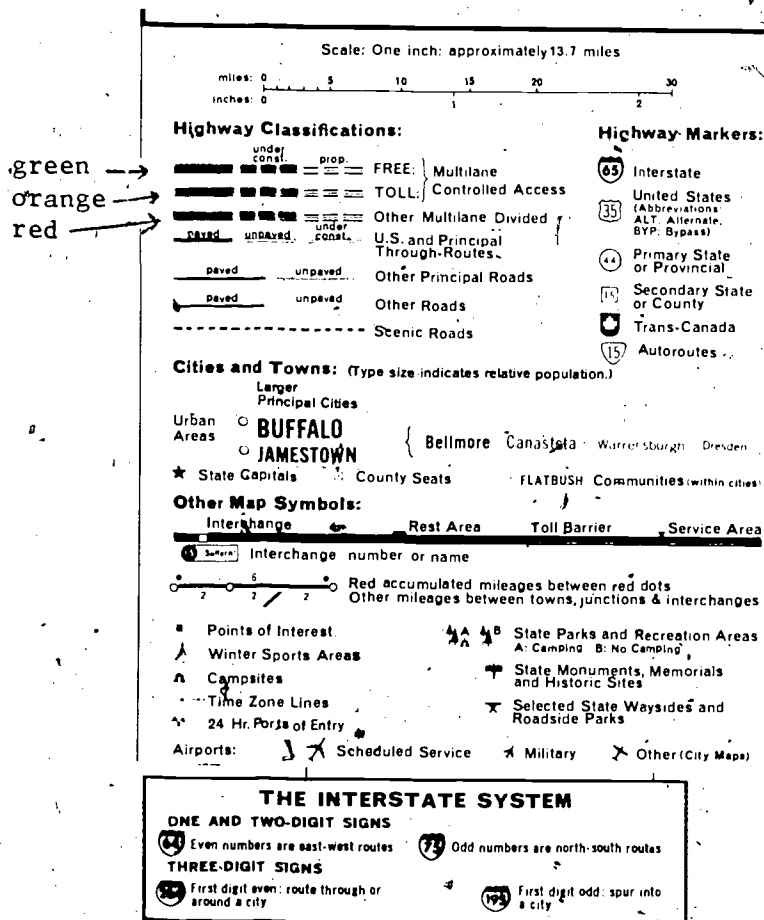 Scale: One inch: approximately 13.7 miles
miles: 0 5 10 15 20 30
inches: 0 1 2
Highway Classifications:
under const. prop.
green FREE: Multilane
orange TOLL: Controlled Access
red Other Multilane Divided
paved unpaved under const. U.S. and Principal Through-Routes
paved unpaved Other Principal Roads
paved unpaved Other Roads
Scenic Roads
Highway Markers:
65 Interstate
35 United States
(Abbreviations:
ALT. Alternate,
BYP: Bypass)
44 Primary State
or Provincial
15 Secondary State
or County
Trans-Canada
15 Autoroutes
Cities and Towns: (Type size indicates relative population.)
Larger
Principal Cities
Urban Areas
BUFFALO
JAMESTOWN
Bellmore Canastota Warrensburgh Dresden
State Capitals County Seats FLATBUSH Communities (within cities)
Other Map Symbols:
Interchange Rest Area Toll Barrier Service Area
Suffern Interchange number or name
6
2 2 2
Red accumulated mileages between red dots
Other mileages between towns, junctions & interchanges
Points of Interest
Winter Sports Areas
Campsites
Time Zone Lines
24 Hr. Ports of Entry
A B State Parks and Recreation Areas
A: Camping B: No Camping
State Monuments, Memorials
and Historic Sites
Selected State Waysides and
Roadside Parks
Airports: Scheduled Service Military Other (City Maps)
THE INTERSTATE SYSTEM
ONE AND TWO-DIGIT SIGNS
64 Even numbers are east-west routes 75 Odd numbers are north-south routes
THREE-DIGIT SIGNS
First digit even: route through or
around a city
195 First digit odd: spur into
a city